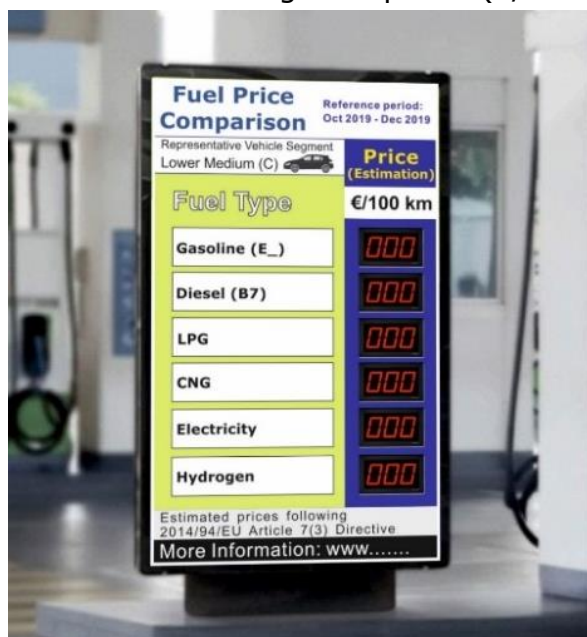 Fuel Price
Comparison
Reference period:
Oct 2019 - Dec 2019
Representative Vehicle Segment
Lower Medium (C)
Price
(Estimation)
Fuel Type
€/100 km
Gasoline (E_) 000
Diesel (B7) 000
LPG 000
CNG 000
Electricity 000
Hydrogen 000
Estimated prices following
2014/94/EU Article 7(3) Directive
More Information: www.......